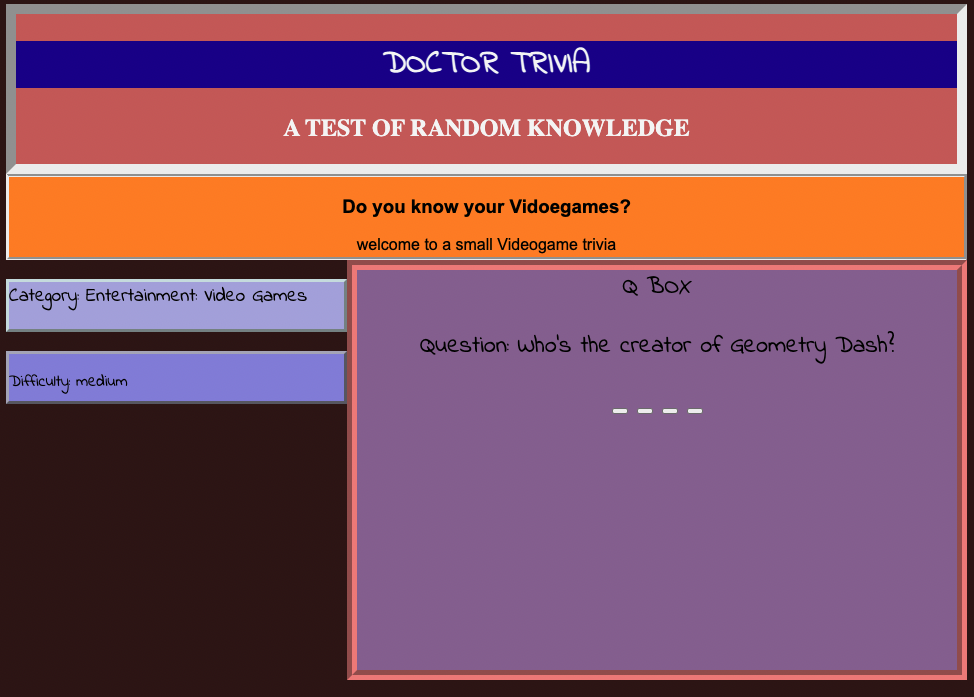 DOCTOR TRIVIA
A TEST OF RANDOM KNOWLEDGE
Do you know your Vidoegames?
welcome to a small Videogame trivia
Category: Entertainment: Video Games
Difficulty: medium
Q Box
Question: Who's the creator of Geometry Dash?
_ _ _ _